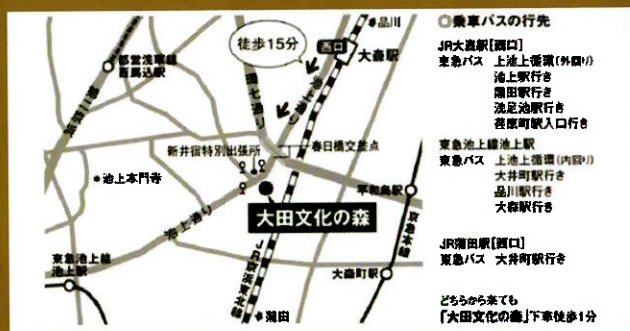 品川
徒歩15分
西口
大森駅
都営浅草線
西馬込駅
第二京浜
環七通り
池上通り
新井宿特別出張所
春日橋交差点
池上本門寺
平和島駅
大田文化の森
池上通り
京急本線
JR京浜東北線
東急池上線
池上駅
大森町駅
蒲田
◎乗車バスの行先
JR大森駅[西口]
東急バス 上池上循環(外回り)
池上駅行き
蒲田駅行き
洗足池行き
荏原町駅入口行き
東急池上線池上駅
東急バス 上池上循環(内回り)
大井町駅行き
品川駅行き
大森駅行き
JR蒲田駅[西口]
東急バス 大井町駅行き
どちらから来ても
「大田文化の森」下車徒歩1分